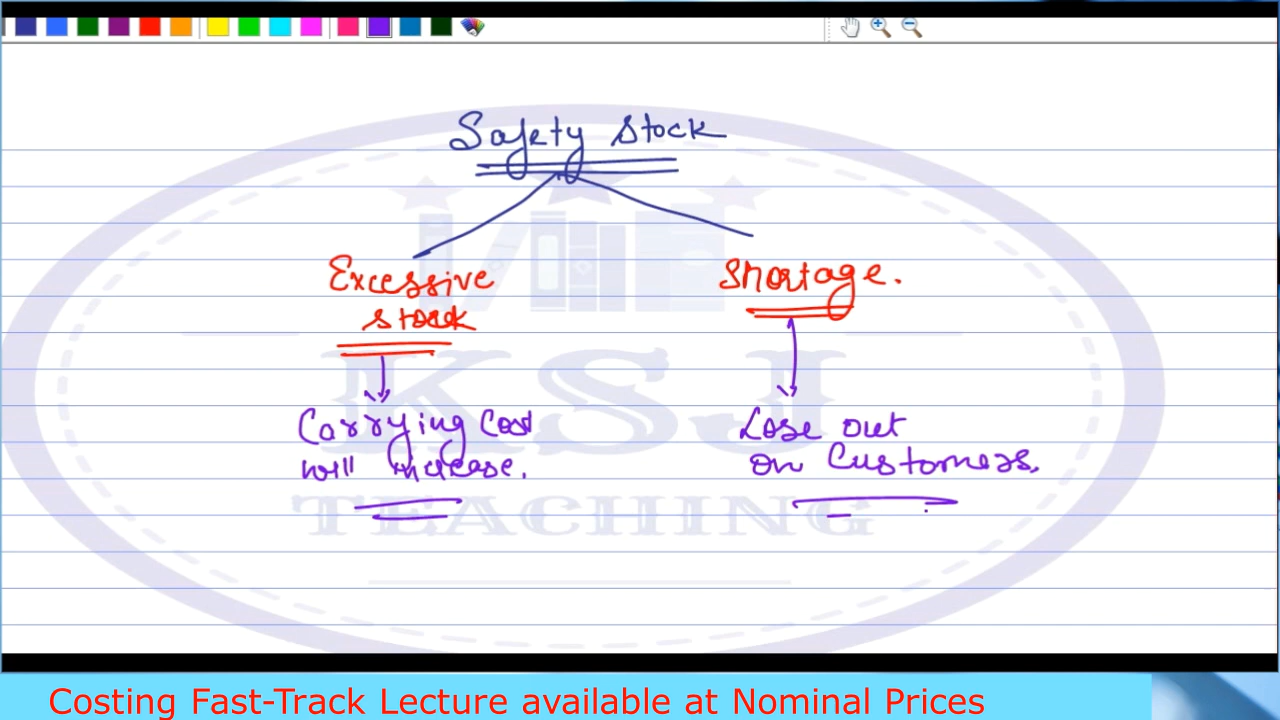 Safety stock
Excessive
stock
Shortage.
Carrying Cost
will increase.
Lose out
on Customers.
KSJ
TEACHING
Costing Fast-Track Lecture available at Nominal Prices